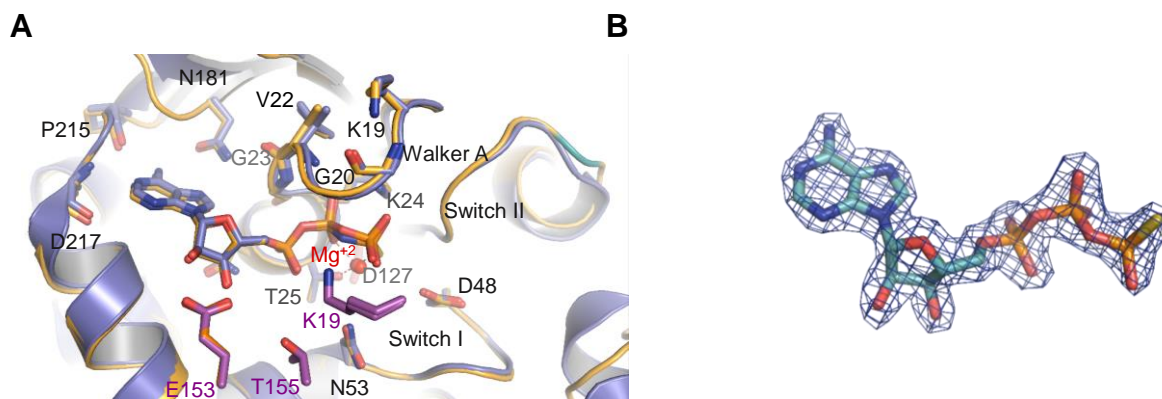 A
B
N181
V22
K19
P215
G23
Walker A
G20
K24
Switch II
D217
Mg⁺²
D127
T25
D48
K19
Switch I
E153
T155
N53